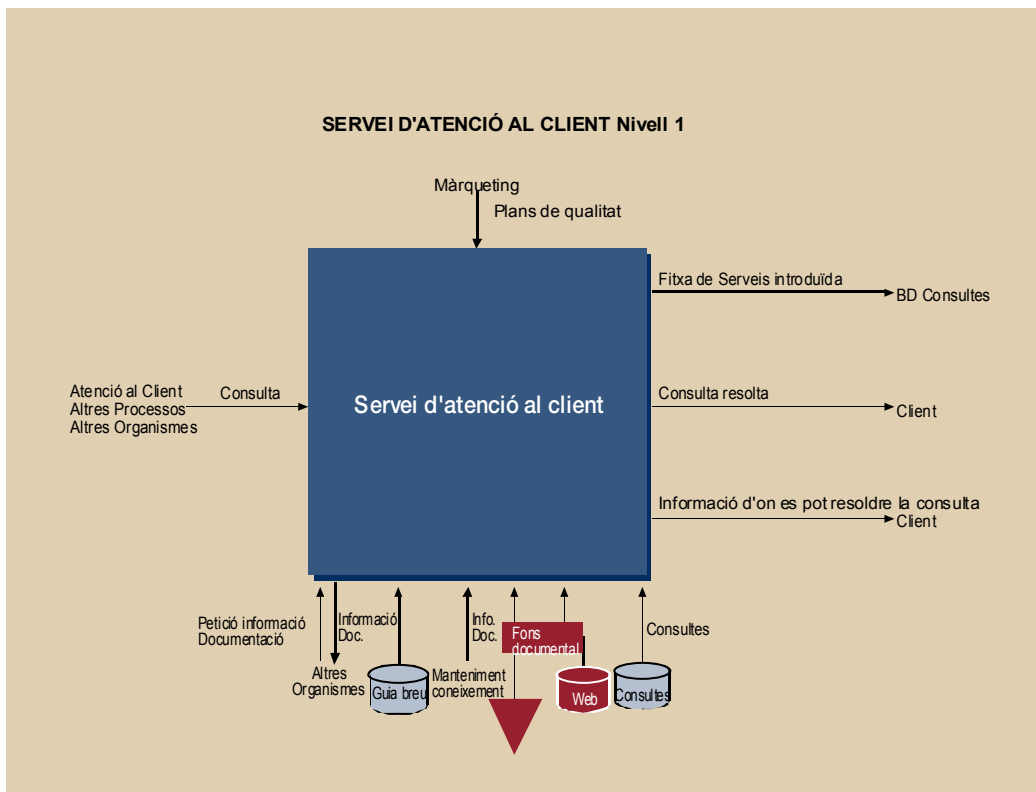 SERVEI D'ATENCIÓ AL CLIENT Nivell 1
Màrqueting
Plans de qualitat
Fitxa de Serveis introduïda
BD Consultes
Atenció al Client
Altres Processos
Altres Organismes
Consulta
Servei d'atenció al client
Consulta resolta
Client
Informació d'on es pot resoldre la consulta
Client
Petició informació
Documentació
Informació
Doc.
Altres
Organismes
Guia breu
Info.
Doc.
Manteniment
coneixement
Fons
documental
Web
Consultes
Consultes